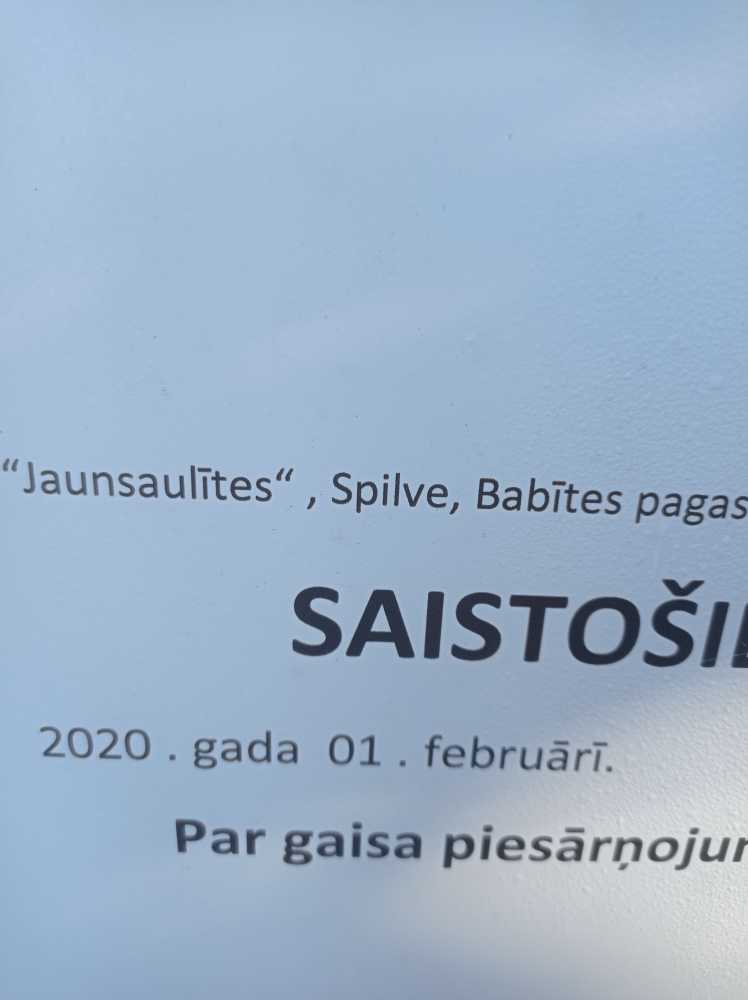 “Jaunsaulītes“ , Spilve, Babītes pagas
SAISTOŠI
2020 . gada 01 . februārī.
Par gaisa piesārņoju